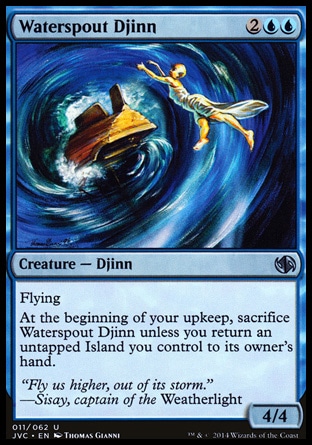 Waterspout Djinn 2
Creature — Djinn
Flying
At the beginning of your upkeep, sacrifice
Waterspout Djinn unless you return an
untapped Island you control to its owner's
hand.
"Fly us higher, out of its storm."
—Sisay, captain of the Weatherlight
4/4
011/062 U
JVC • EN Thomas Gianni
™ & © 2014 Wizards of the Coast